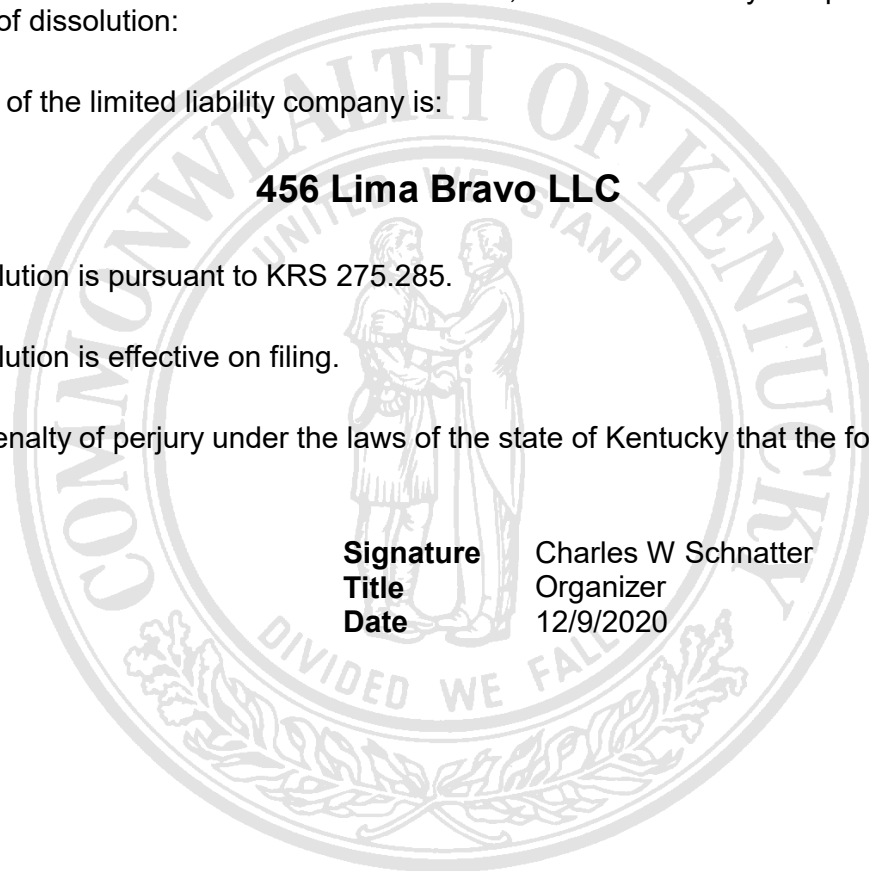 of dissolution:
of the limited liability company is:
COMMONWEALTH OF KENTUCKY
456 Lima Bravo LLC
UNITED WE STAND
lution is pursuant to KRS 275.285.
lution is effective on filing.
enalty of perjury under the laws of the state of Kentucky that the fo
Signature Charles W Schnatter
Title Organizer
Date 12/9/2020
DIVIDED WE FALL